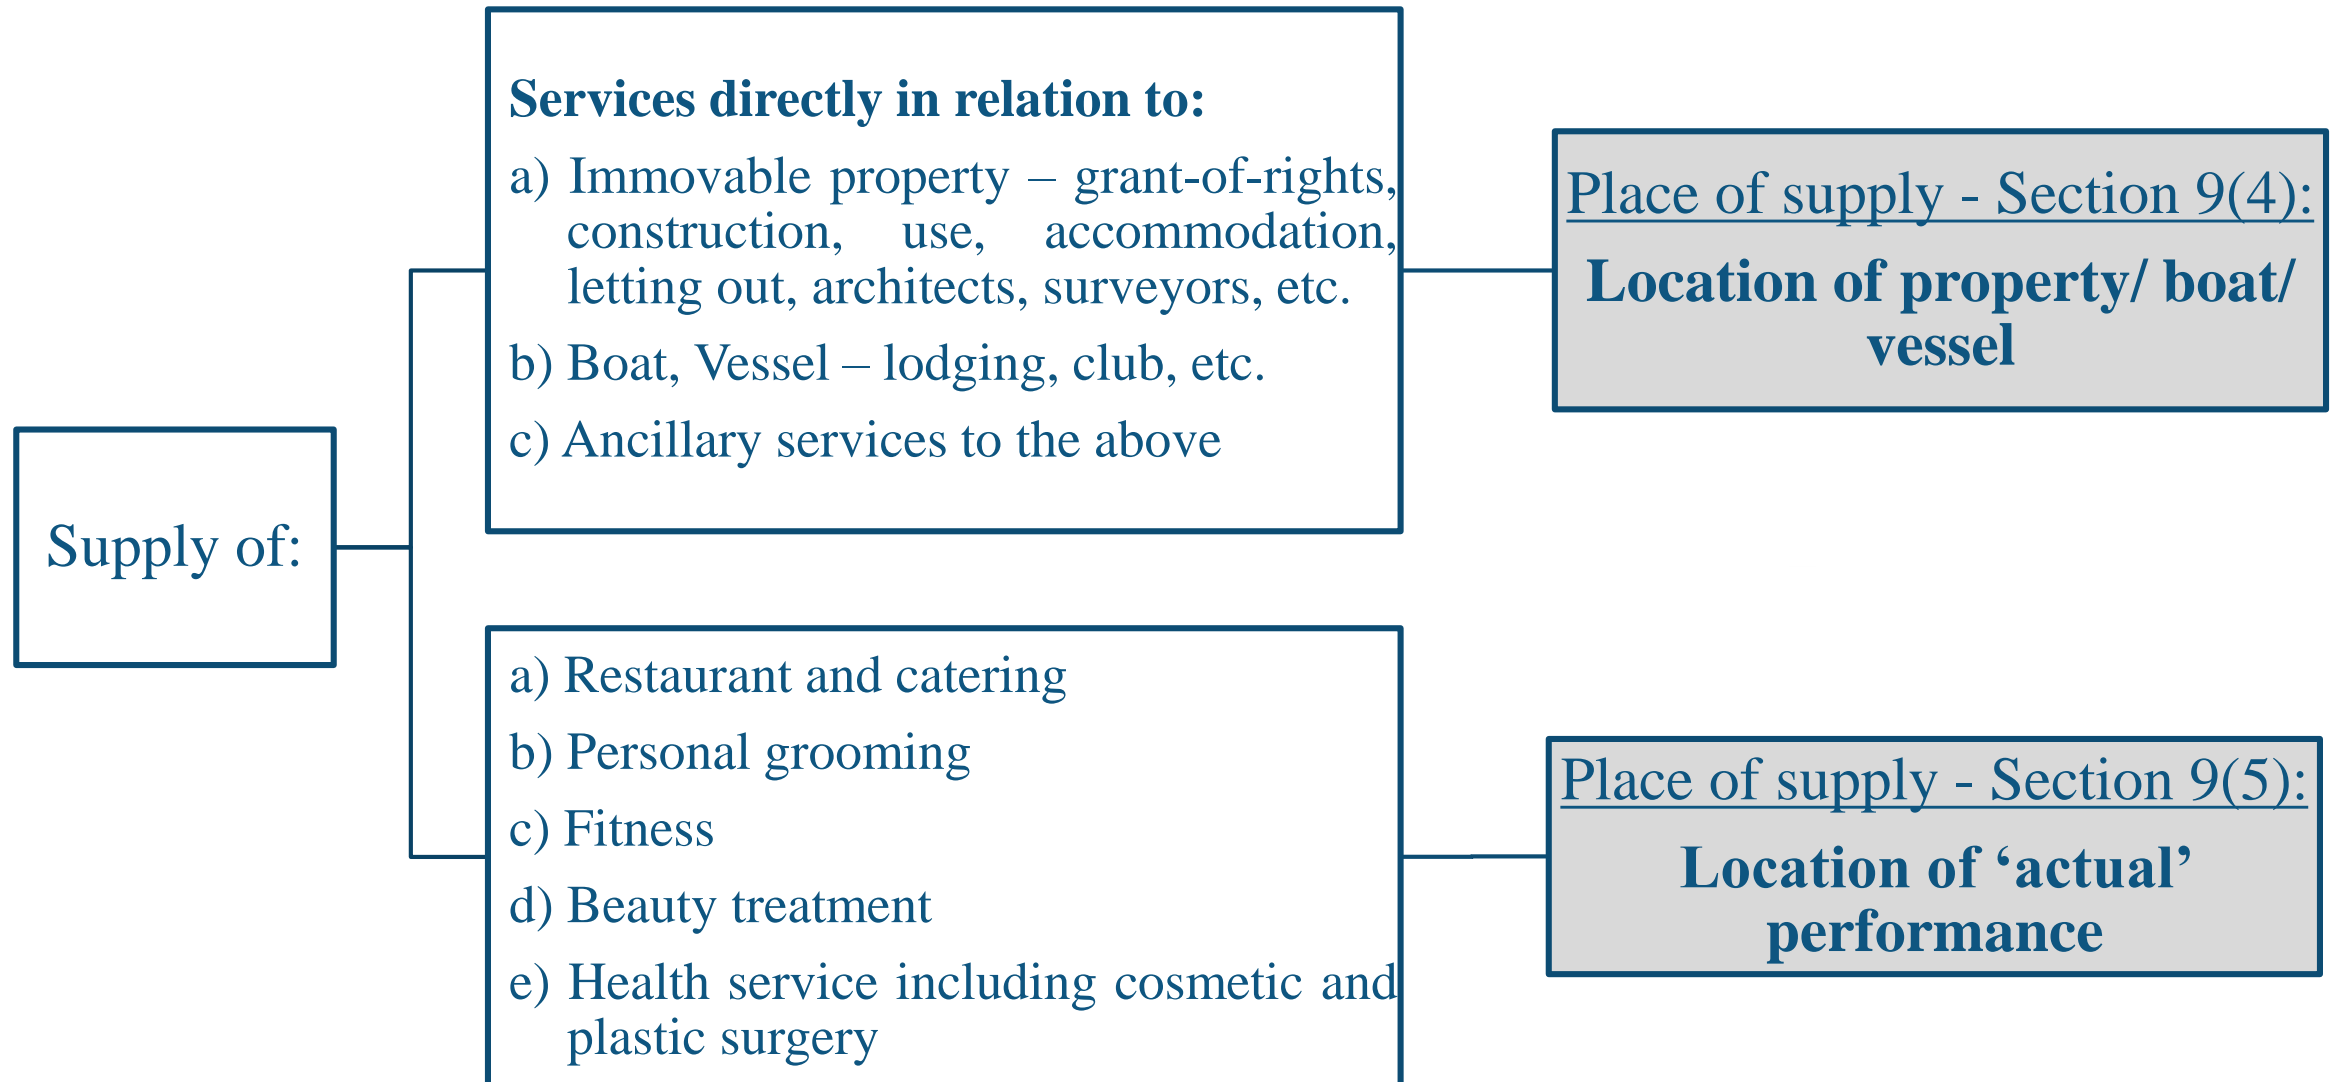 Supply of:
Services directly in relation to:
a) Immovable property – grant-of-rights,
construction, use, accommodation,
letting out, architects, surveyors, etc.
b) Boat, Vessel – lodging, club, etc.
c) Ancillary services to the above
Place of supply - Section 9(4):
Location of property/ boat/
vessel
a) Restaurant and catering
b) Personal grooming
c) Fitness
d) Beauty treatment
e) Health service including cosmetic and
plastic surgery
Place of supply - Section 9(5):
Location of ‘actual’
performance